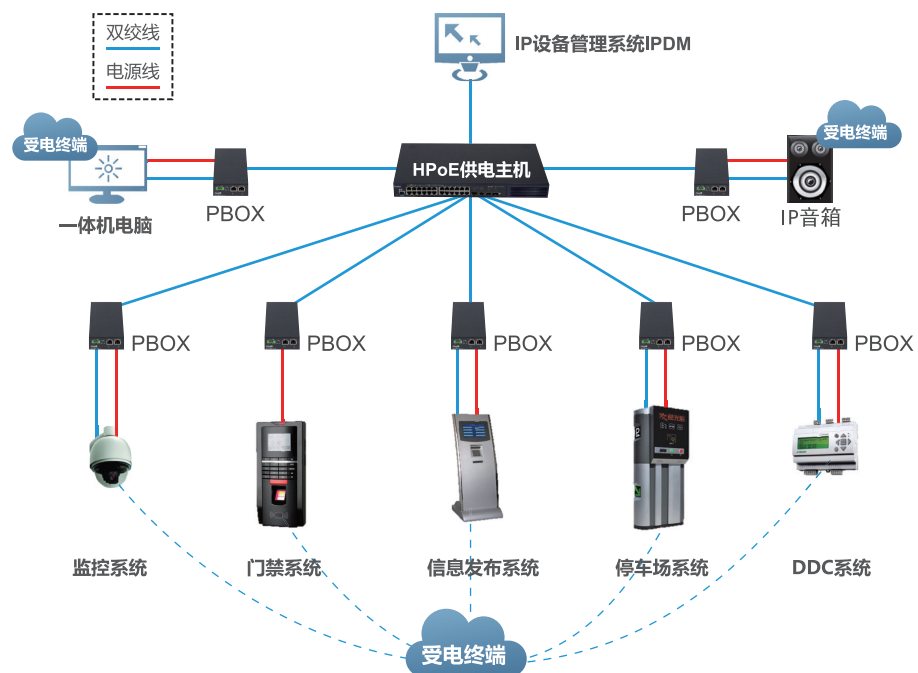 双绞线
电源线
IP设备管理系统IPDM
受电终端
受电终端
HPoE供电主机
PBOX
PBOX
一体机电脑
IP音箱
PBOX
PBOX
PBOX
PBOX
PBOX
监控系统
门禁系统
信息发布系统
停车场系统
DDC系统
受电终端